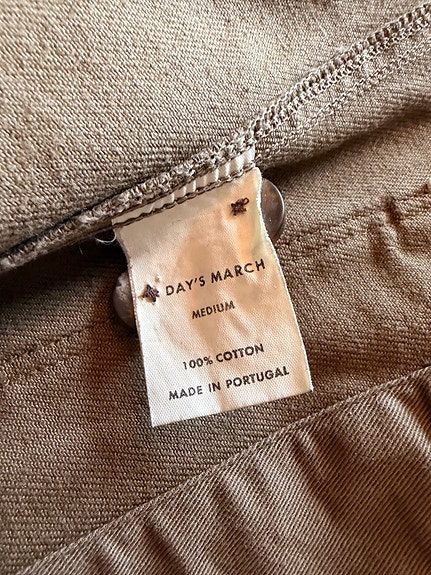 DAY'S MARCH
MEDIUM
100% COTTON
MADE IN PORTUGAL